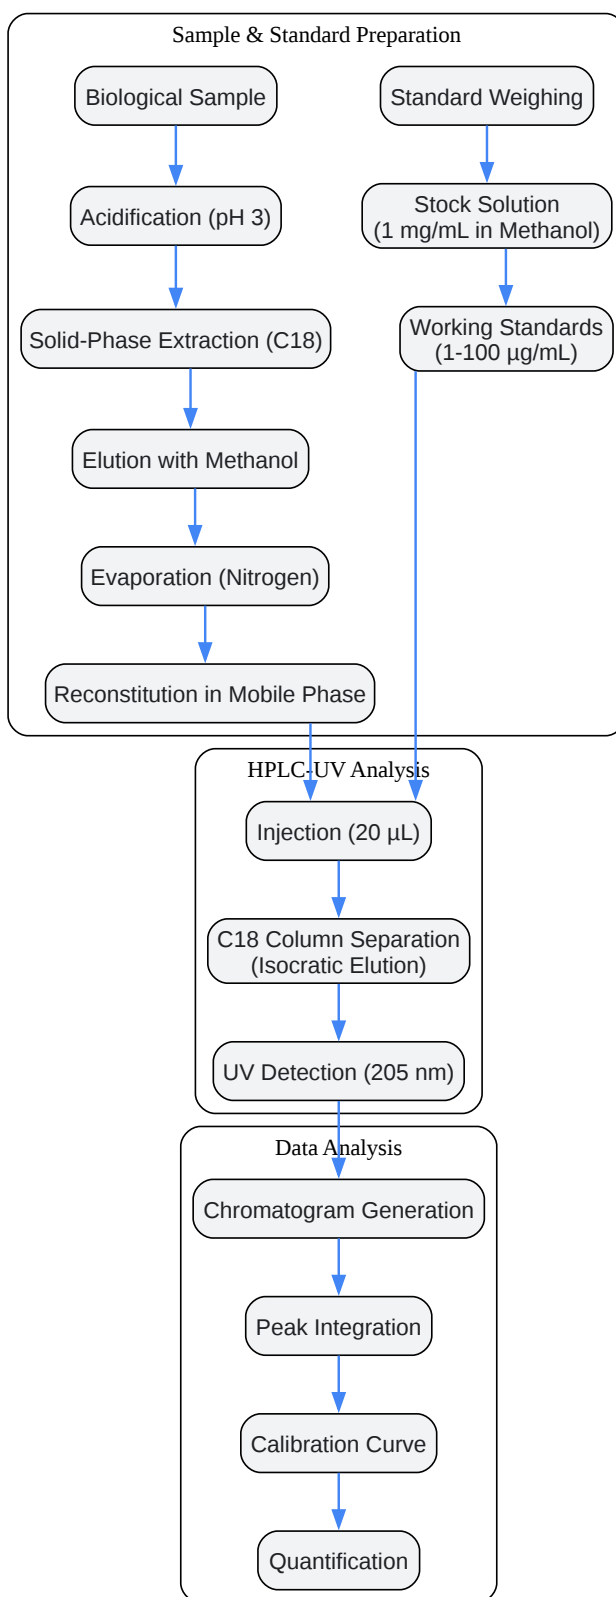 Sample & Standard Preparation
Biological Sample
Standard Weighing
Acidification (pH 3)
Stock Solution
(1 mg/mL in Methanol)
Solid-Phase Extraction (C18)
Working Standards
(1-100 µg/mL)
Elution with Methanol
Evaporation (Nitrogen)
Reconstitution in Mobile Phase
HPLC-UV Analysis
Injection (20 µL)
C18 Column Separation
(Isocratic Elution)
UV Detection (205 nm)
Data Analysis
Chromatogram Generation
Peak Integration
Calibration Curve
Quantification